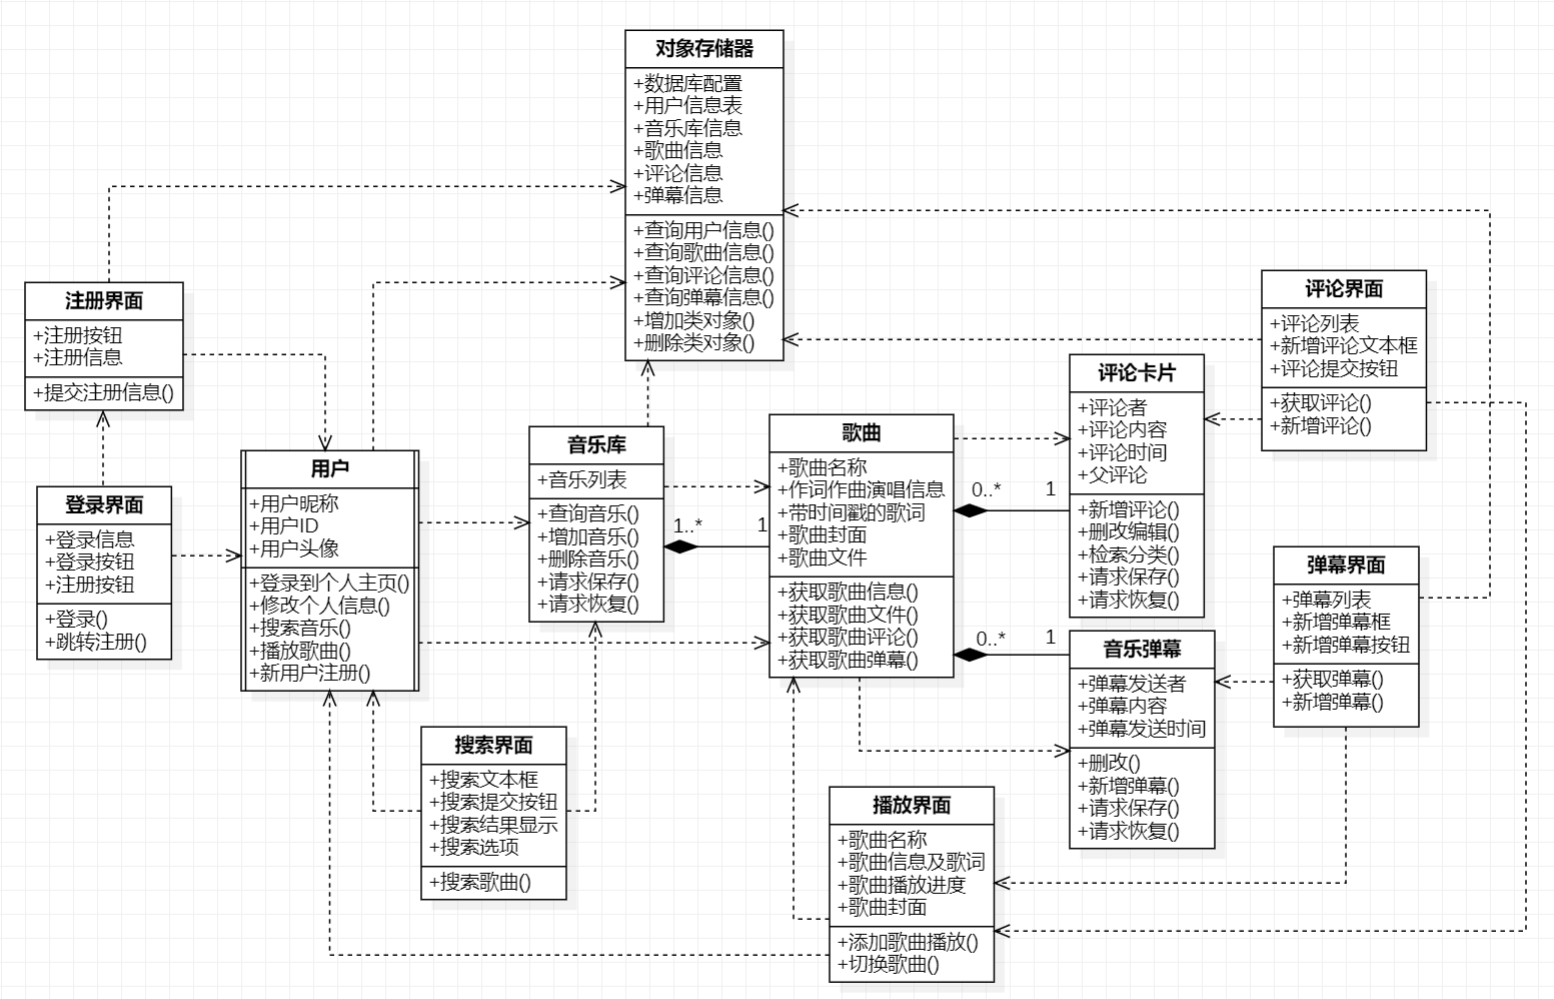 对象存储器
+数据库配置
+用户信息表
+音乐库信息
+歌曲信息
+评论信息
+弹幕信息
+查询用户信息()
+查询歌曲信息()
+查询评论信息()
+查询弹幕信息()
+增加类对象()
+删除类对象()
注册界面
+注册按钮
+注册信息
+提交注册信息()
登录界面
+登录信息
+登录按钮
+注册按钮
+登录()
+跳转注册()
用户
+用户昵称
+用户ID
+用户头像
+登录到个人主页()
+修改个人信息()
+搜索音乐()
+播放歌曲()
+新用户注册()
音乐库
+音乐列表
+查询音乐()
+增加音乐()
+删除音乐()
+请求保存()
+请求恢复()
1..*
1
搜索界面
+搜索文本框
+搜索提交按钮
+搜索结果显示
+搜索选项
+搜索歌曲()
歌曲
+歌曲名称
+作词作曲演唱信息
+带时间戳的歌词
+歌曲封面
+歌曲文件
+获取歌曲信息()
+获取歌曲文件()
+获取歌曲评论()
+获取歌曲弹幕()
0..*
1
0..*
1
评论卡片
+评论者
+评论内容
+评论时间
+父评论
+新增评论()
+删改编辑()
+检索分类()
+请求保存()
+请求恢复()
音乐弹幕
+弹幕发送者
+弹幕内容
+弹幕发送时间
+删改()
+新增弹幕()
+请求保存()
+请求恢复()
播放界面
+歌曲名称
+歌曲信息及歌词
+歌曲播放进度
+歌曲封面
+添加歌曲播放()
+切换歌曲()
评论界面
+评论列表
+新增评论文本框
+评论提交按钮
+获取评论()
+新增评论()
弹幕界面
+弹幕列表
+新增弹幕框
+新增弹幕按钮
+获取弹幕()
+新增弹幕()